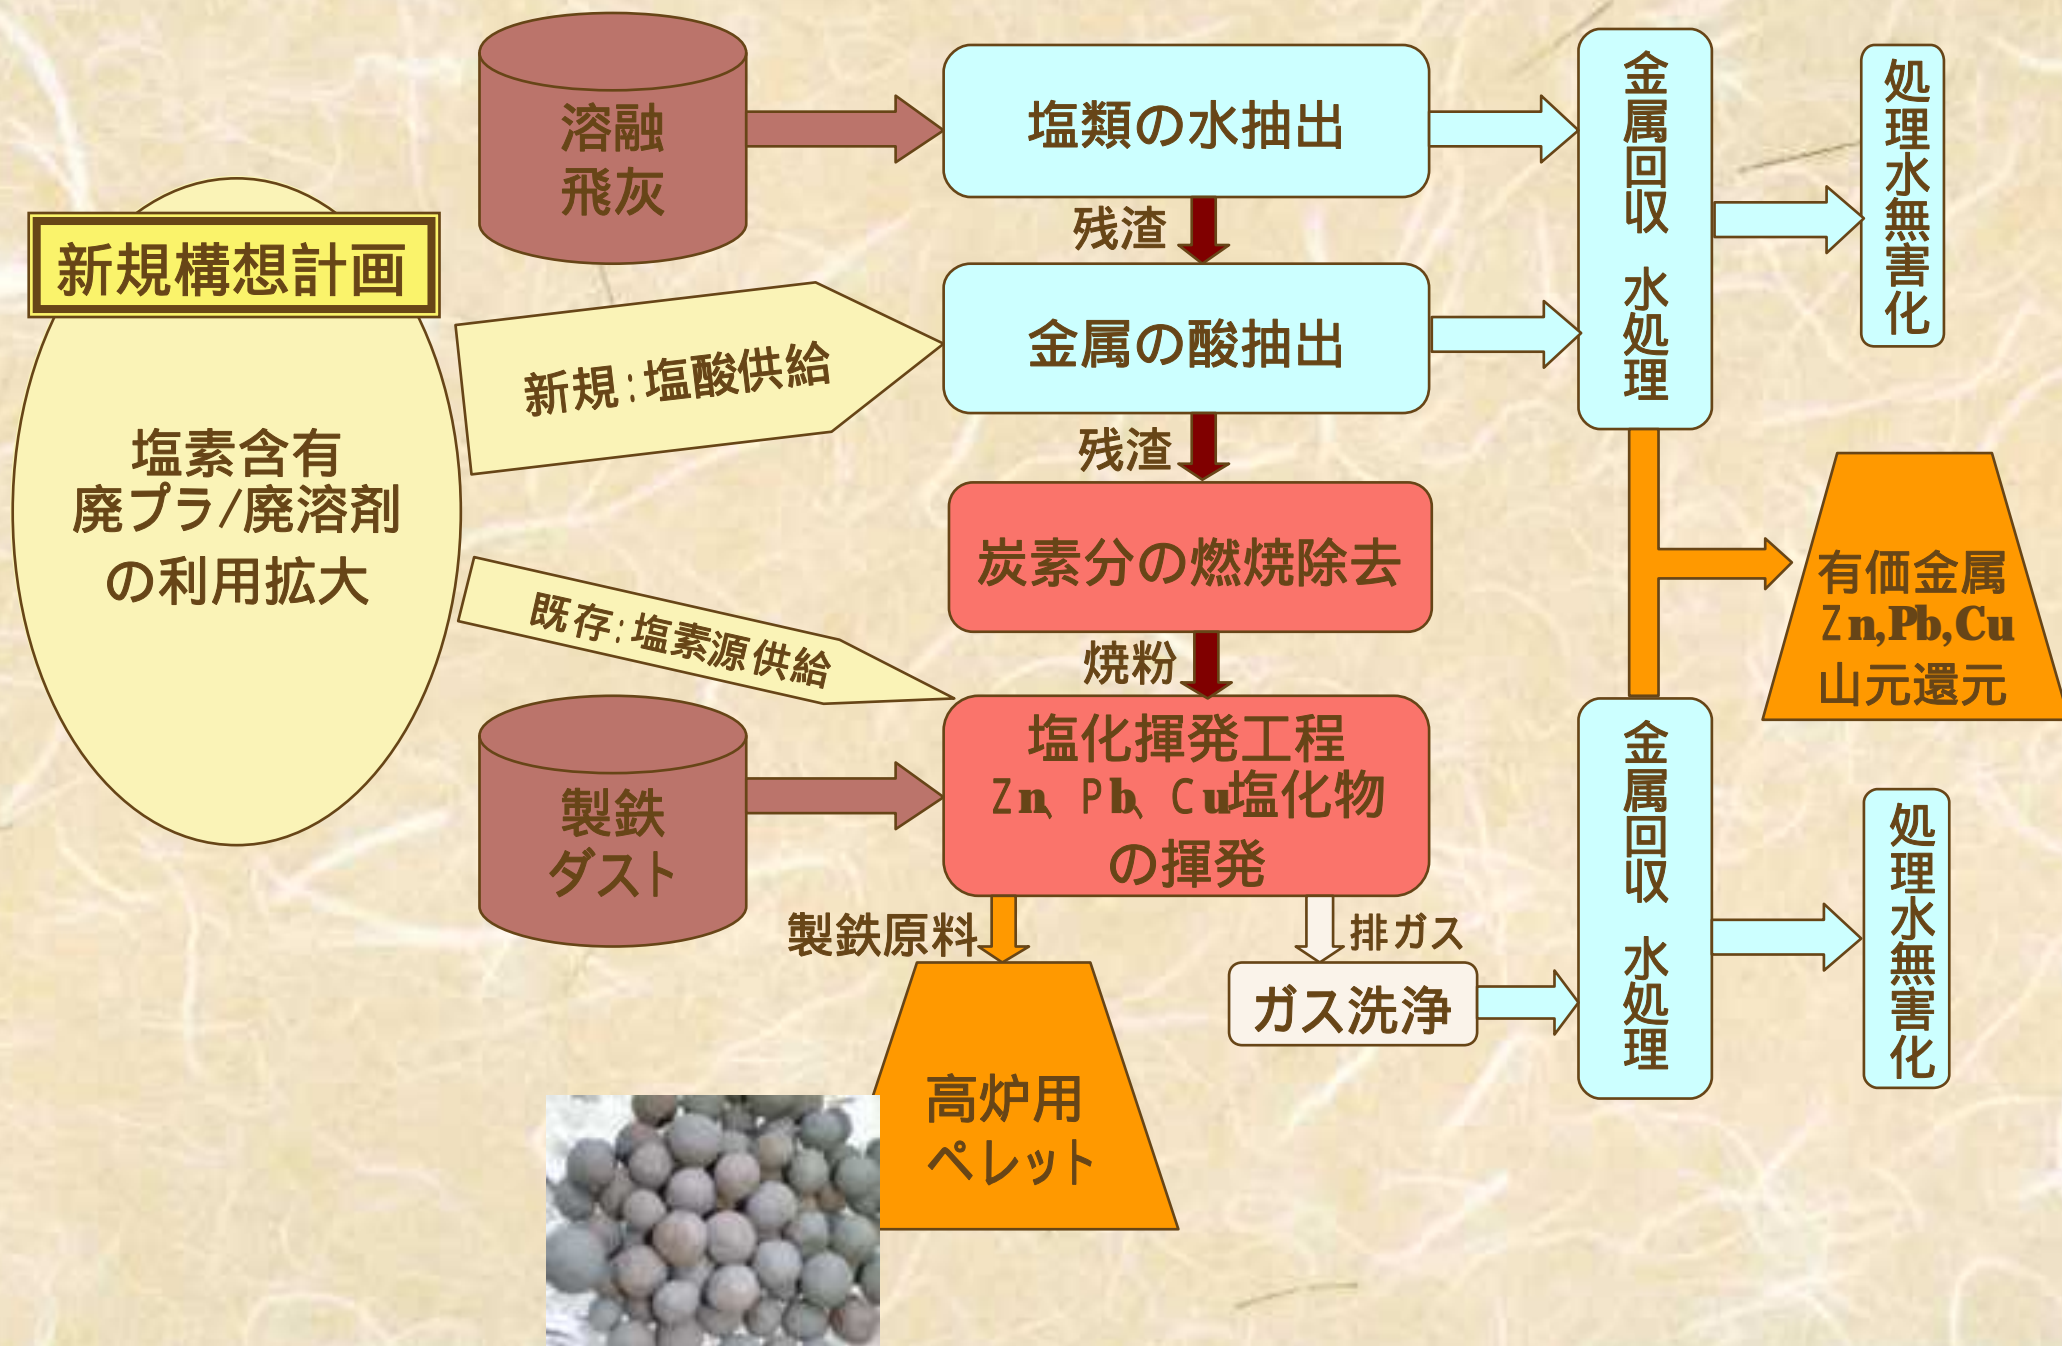 新規構想計画
塩素含有
廃プラ/廃溶剤
の利用拡大
溶融
飛灰
新規:塩酸供給
既存:塩素源供給
製鉄
ダスト
塩類の水抽出
残渣
金属の酸抽出
残渣
炭素分の燃焼除去
焼粉
塩化揮発工程
Zn、Pb、Cu塩化物
の揮発
製鉄原料
排ガス
ガス洗浄
高炉用
ペレット
金属回収 水処理
処理水無害化
有価金属
Zn,Pb,Cu
山元還元
金属回収 水処理
処理水無害化